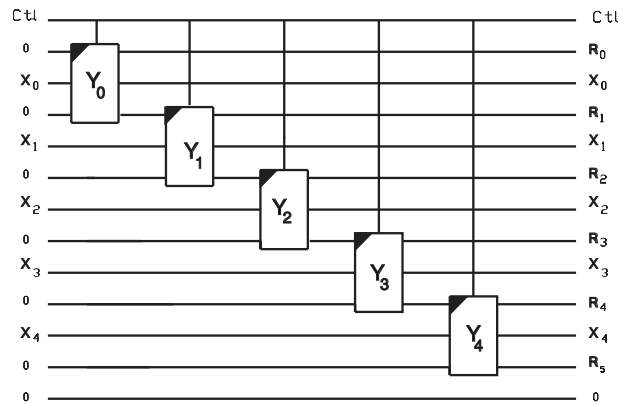 Ctl Ctl
0 R0
X0 Y0 X0
0 R1
X1 Y1 X1
0 R2
X2 Y2 X2
0 R3
X3 Y3 X3
0 R4
X4 Y4 X4
0 R5
0 0